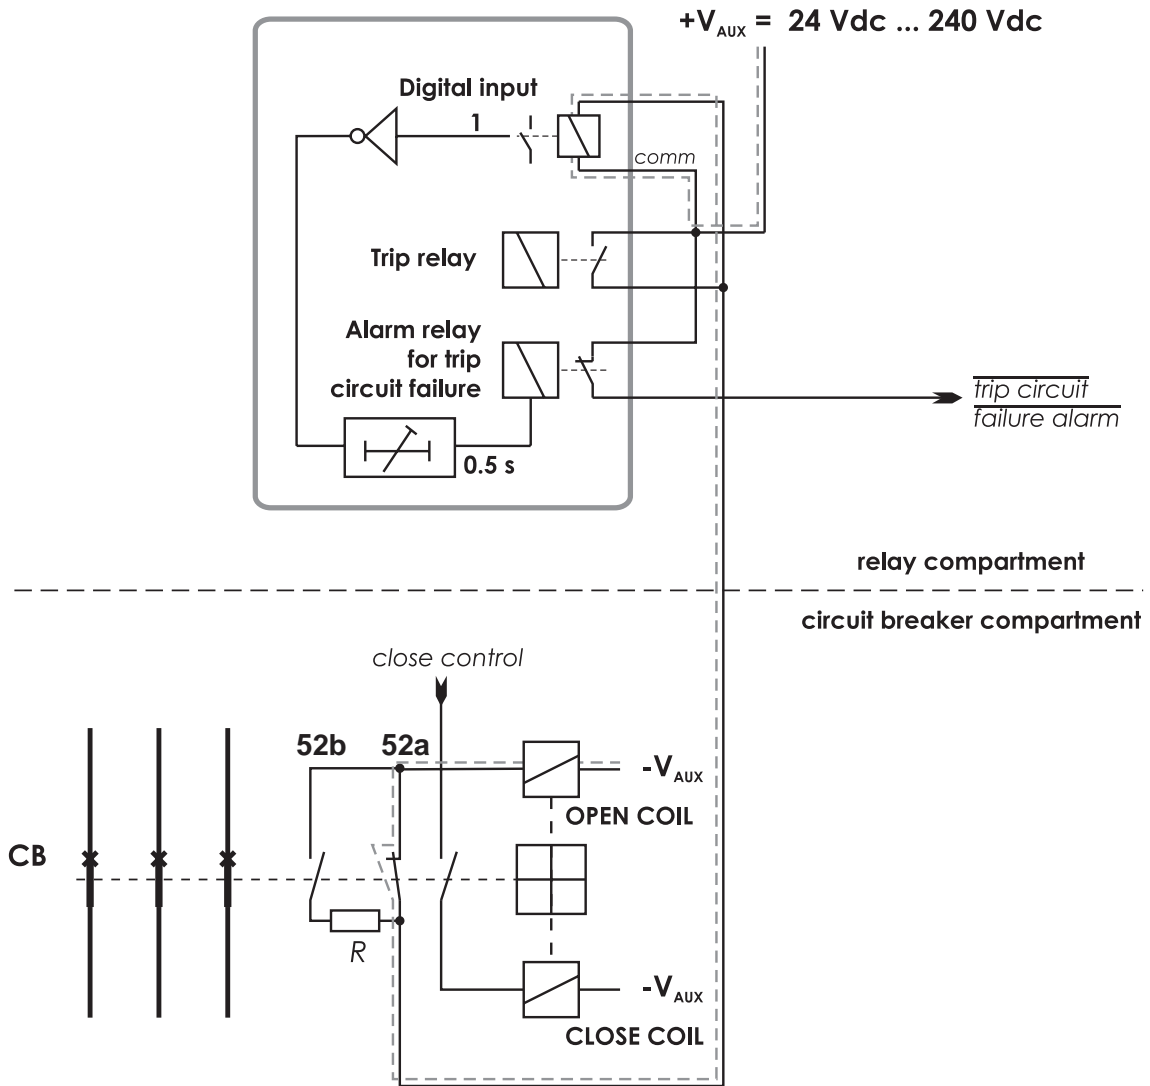 +VAUX = 24 Vdc ... 240 Vdc
Digital input
1
comm
Trip relay
Alarm relay
for trip
circuit failure
trip circuit
failure alarm
0.5 s
relay compartment
circuit breaker compartment
close control
52b 52a
-VAUX
OPEN COIL
CB
R
-VAUX
CLOSE COIL